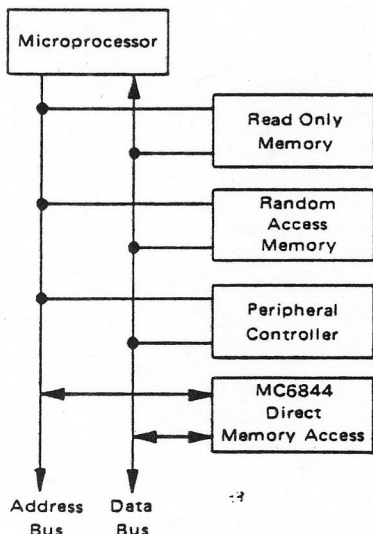 Microprocessor
Read Only
Memory
Random
Access
Memory
Peripheral
Controller
MC6844
Direct
Memory Access
Address
Bus
Data
Bus